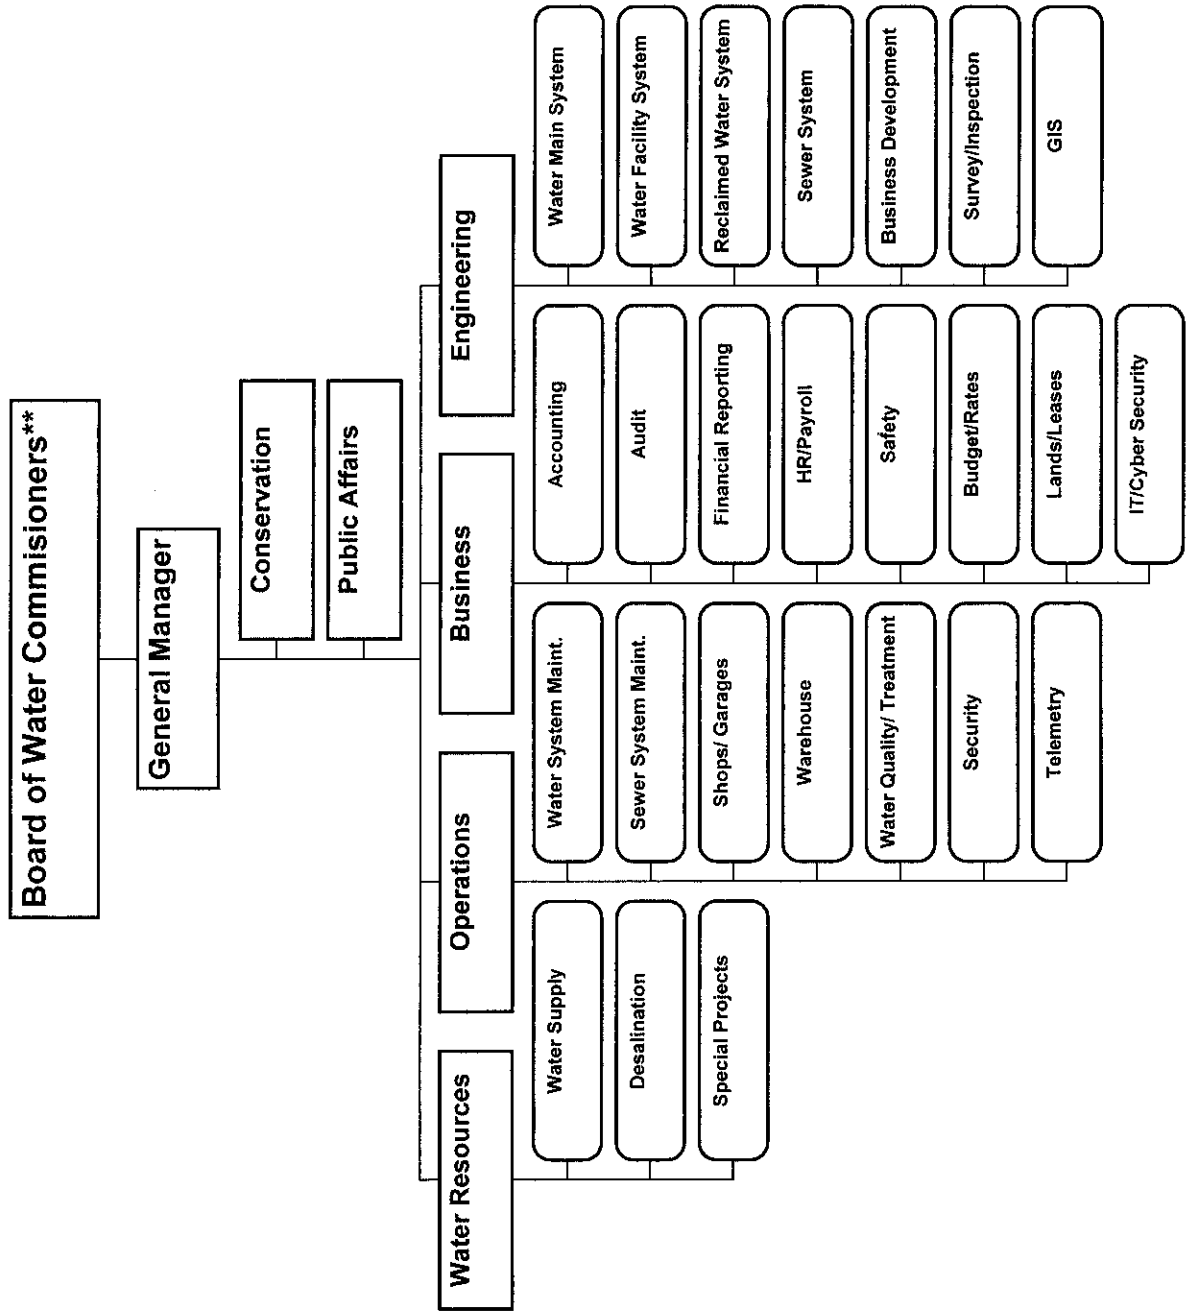 Board of Water Commisioners**
General Manager
Conservation
Public Affairs
Water Resources
Operations
Business
Engineering
Water Supply
Desalination
Special Projects
Water System Maint.
Sewer System Maint.
Shops/ Garages
Warehouse
Water Quality/ Treatment
Security
Telemetry
Accounting
Audit
Financial Reporting
HR/Payroll
Safety
Budget/Rates
Lands/Leases
IT/Cyber Security
Water Main System
Water Facility System
Reclaimed Water System
Sewer System
Business Development
Survey/Inspection
GIS